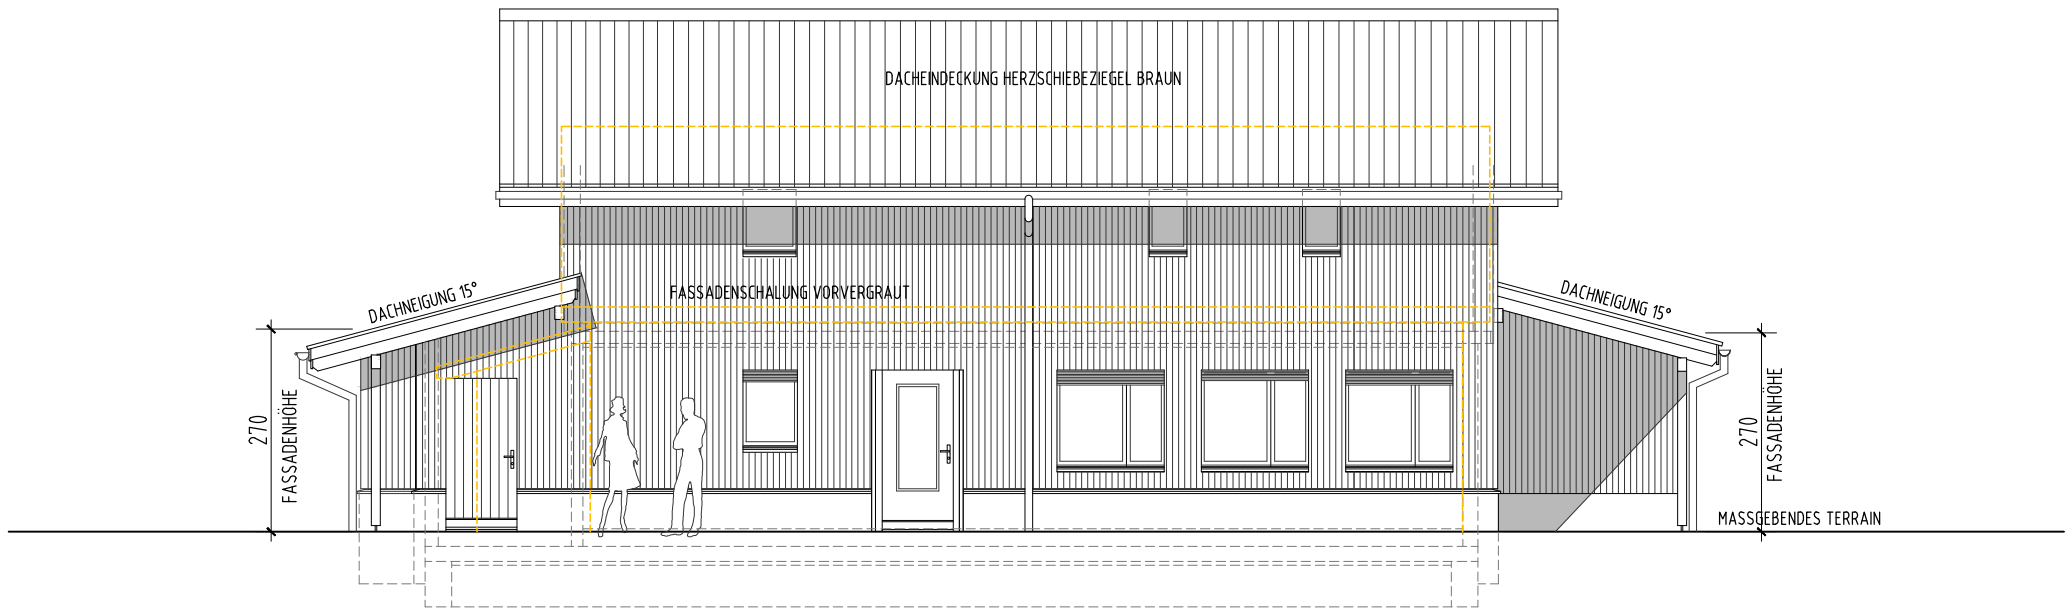 DACHEINDECKUNG HERZSCHIEBEZIEGEL BRAUN
DACHNEIGUNG 15°
FASSADENSCHALUNG VORVERGRAUT
DACHNEIGUNG 15°
270
FASSADENHÖHE
270
FASSADENHÖHE
MASSGEBENDES TERRAIN